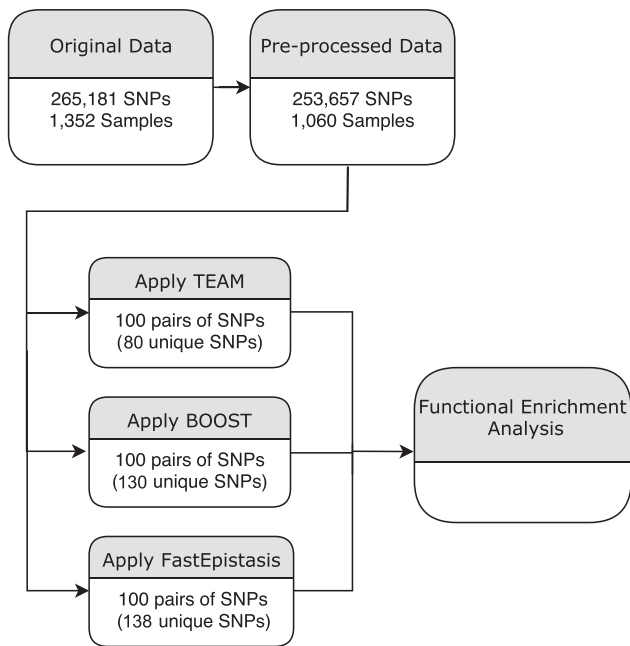 Original Data
265,181 SNPs
1,352 Samples
Pre-processed Data
253,657 SNPs
1,060 Samples
Apply TEAM
100 pairs of SNPs
(80 unique SNPs)
Apply BOOST
100 pairs of SNPs
(130 unique SNPs)
Apply FastEpistasis
100 pairs of SNPs
(138 unique SNPs)
Functional Enrichment
Analysis